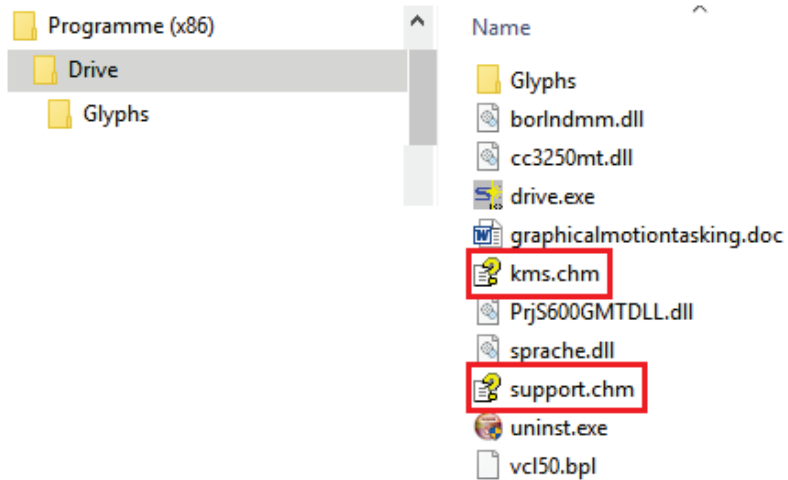 Programme (x86)
Drive
Glyphs
Name
Glyphs
borlndmm.dll
cc3250mt.dll
drive.exe
graphicalmotiontasking.doc
kms.chm
PrjS600GMTDLL.dll
sprache.dll
support.chm
uninst.exe
vcl50.bpl